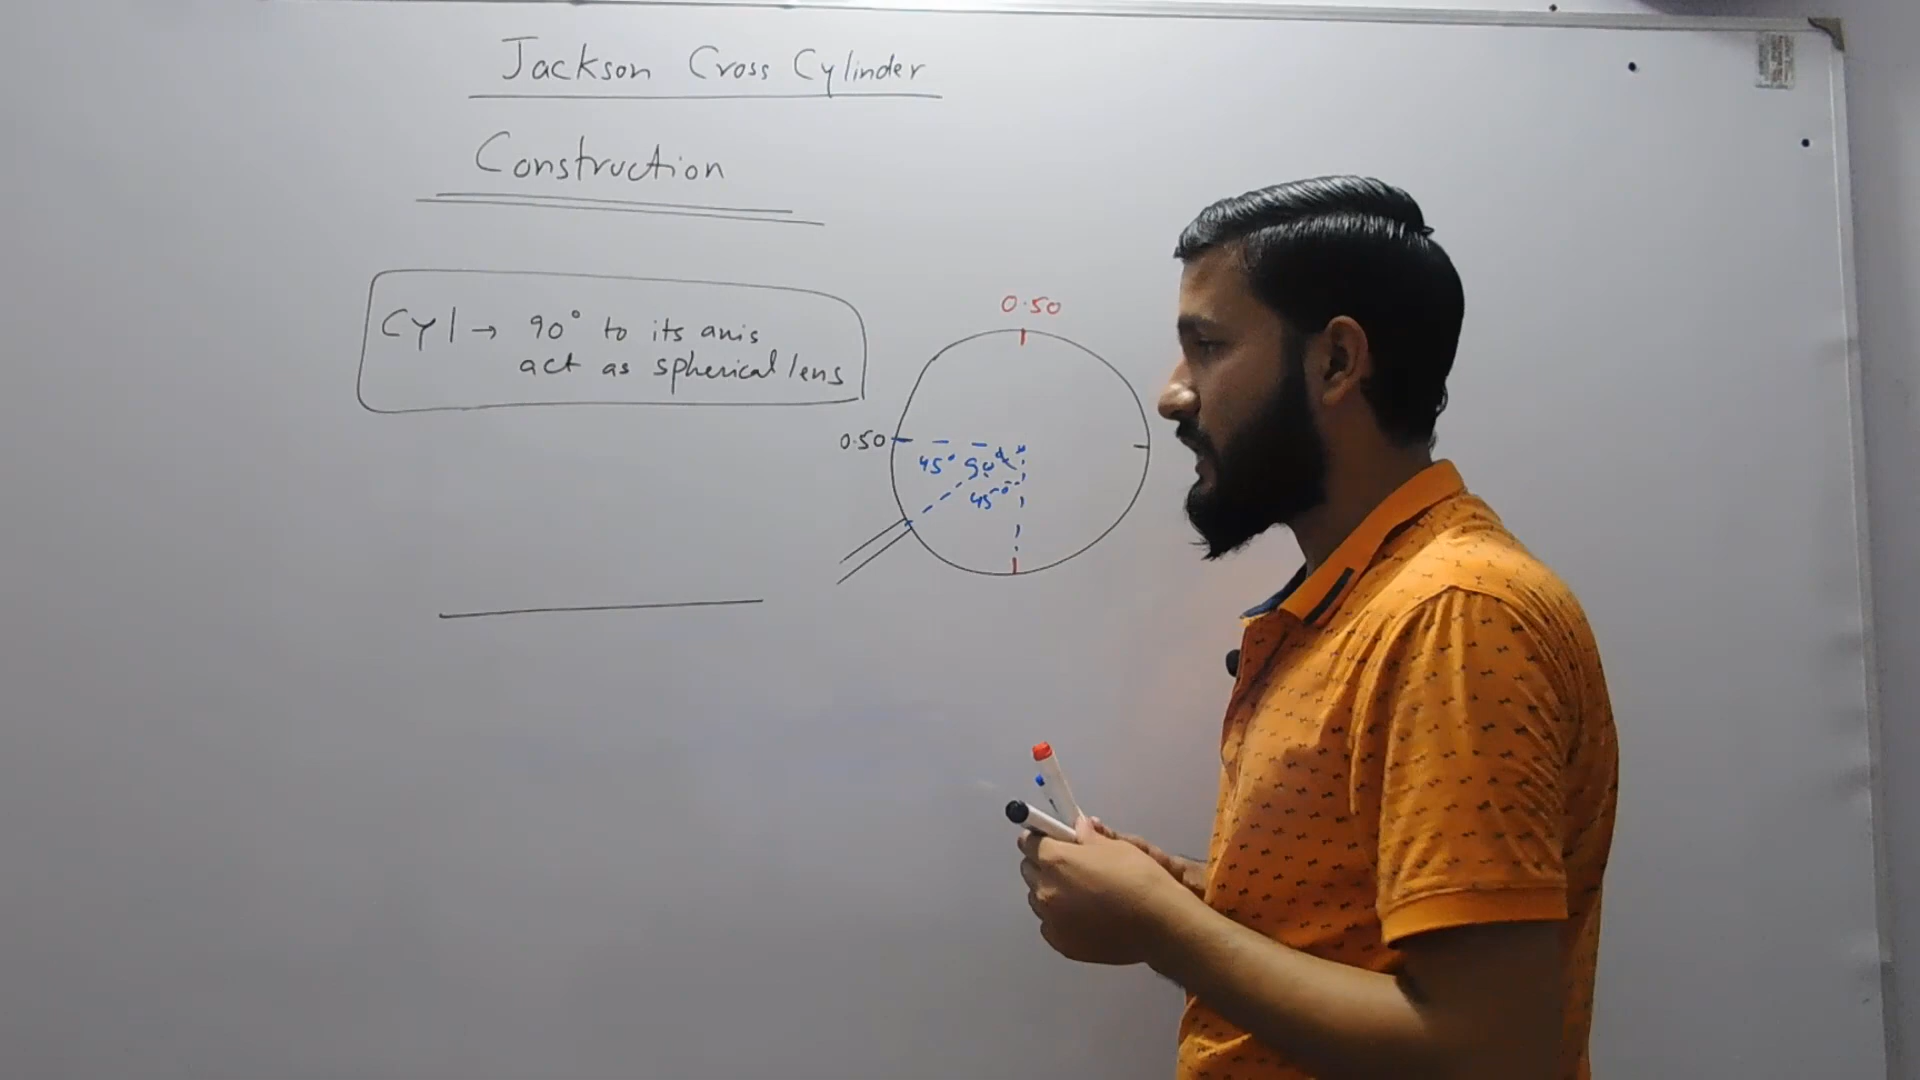 Jackson Cross Cylinder
Construction
Cyl → 90° to its axis
act as spherical lens
0.50
0.50
45° 90°
45°